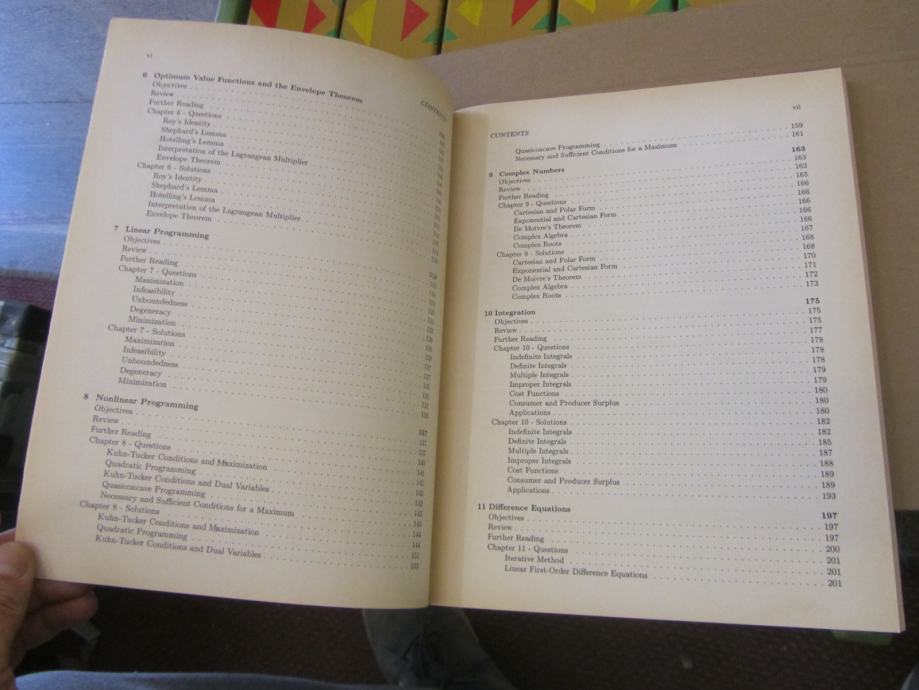 vi
CONTENTS
6 Optimum Value Functions and the Envelope Theorem
Objectives
Review
Further Reading
Chapter 6 - Questions
Roy's Identity
Shephard's Lemma
Hotelling's Lemma
Interpretation of the Lagrangean Multiplier
Envelope Theorem
Chapter 6 - Solutions
Roy's Identity
Shephard's Lemma
Hotelling's Lemma
Interpretation of the Lagrangean Multiplier
Envelope Theorem
7 Linear Programming
Objectives
Review
Further Reading
Chapter 7 - Questions
Maximization
Infeasibility
Unboundedness
Degeneracy
Minimization
Chapter 7 - Solutions
Maximization
Infeasibility
Unboundedness
Degeneracy
Minimization
8 Nonlinear Programming
Objectives
Review
Further Reading
Chapter 8 - Questions
Kuhn-Tucker Conditions and Maximization
Quadratic Programming
Kuhn-Tucker Conditions and Dual Variables
Quasiconcave Programming
Necessary and Sufficient Conditions for a Maximum
Chapter 8 - Solutions
Kuhn-Tucker Conditions and Maximization
Quadratic Programming
Kuhn-Tucker Conditions and Dual Variables
CONTENTS vii
Quasiconcave Programming 159
Necessary and Sufficient Conditions for a Maximum 161
9 Complex Numbers 163
Objectives 163
Review 163
Further Reading 165
Chapter 9 - Questions 166
Cartesian and Polar Form 166
Exponential and Cartesian Form 166
De Moivre's Theorem 166
Complex Algebra 166
Complex Roots 167
Chapter 9 - Solutions 168
Cartesian and Polar Form 168
Exponential and Cartesian Form 170
De Moivre's Theorem 171
Complex Algebra 172
Complex Roots 173
10 Integration 175
Objectives 175
Review 175
Further Reading 177
Chapter 10 - Questions 178
Indefinite Integrals 178
Definite Integrals 178
Multiple Integrals 179
Improper Integrals 179
Cost Functions 180
Consumer and Producer Surplus 180
Applications 180
Chapter 10 - Solutions 182
Indefinite Integrals 182
Definite Integrals 185
Multiple Integrals 187
Improper Integrals 188
Cost Functions 189
Consumer and Producer Surplus 189
Applications 193
11 Difference Equations 197
Objectives 197
Review 197
Further Reading 200
Chapter 11 - Questions 201
Iterative Method 201
Linear First-Order Difference Equations 201